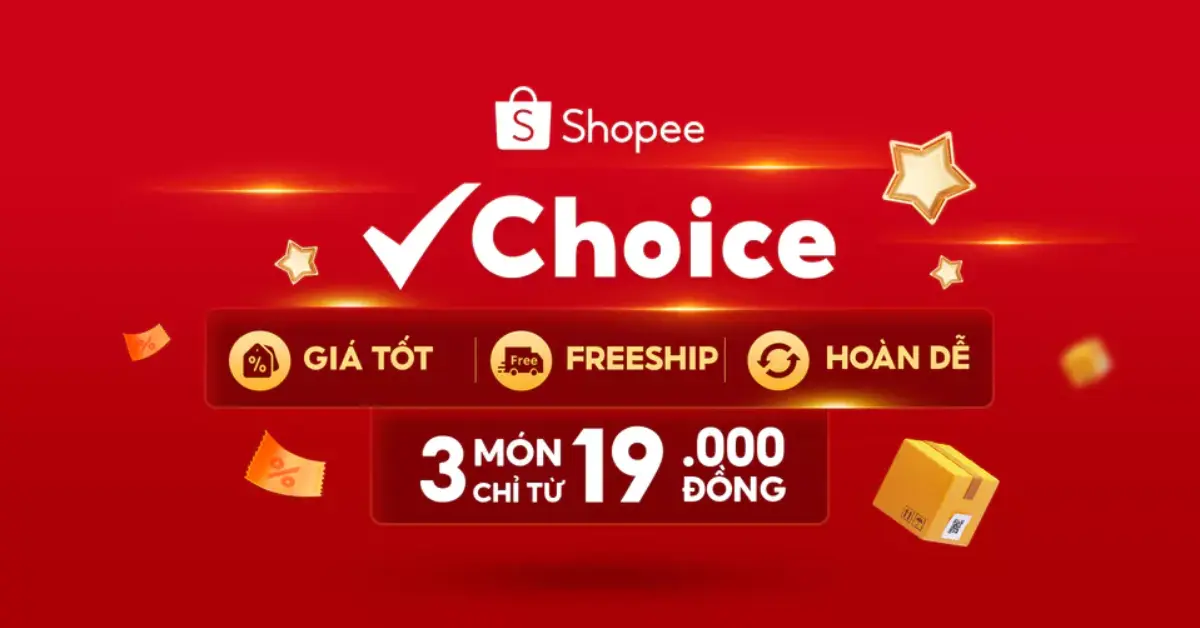 S Shopee
Choice
GIÁ TỐT
Free FREESHIP
HOÀN DỄ
3 MÓN CHỈ TỪ 19.000 ĐỒNG